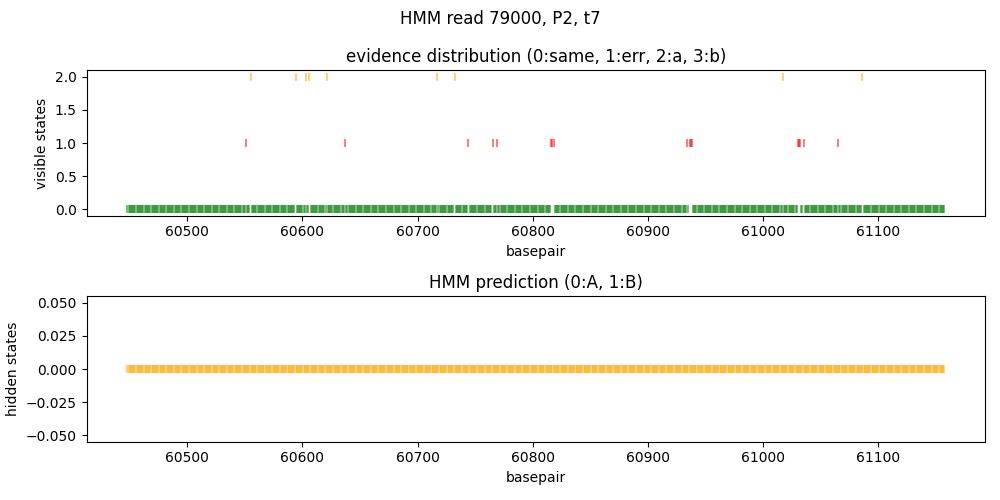 HMM read 79000, P2, t7
evidence distribution (0:same, 1:err, 2:a, 3:b)
visible states
2.0
1.5
1.0
0.5
0.0
60500 60600 60700 60800 60900 61000 61100
basepair
HMM prediction (0:A, 1:B)
hidden states
0.050
0.025
0.000
−0.025
−0.050
60500 60600 60700 60800 60900 61000 61100
basepair